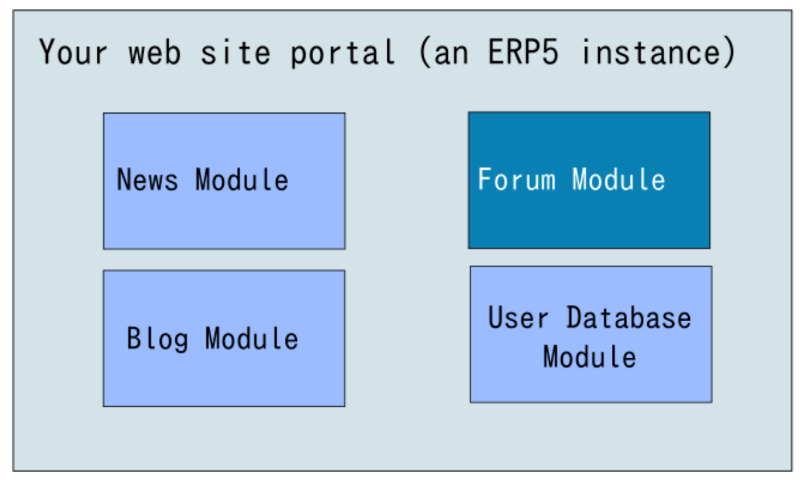 Your web site portal (an ERP5 instance)
News Module
Forum Module
Blog Module
User Database
Module